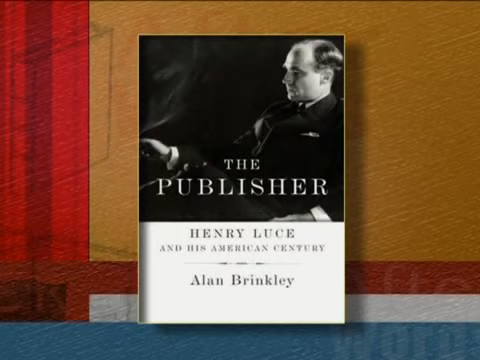 THE
PUBLISHER
HENRY LUCE
AND HIS AMERICAN CENTURY
Alan Brinkley